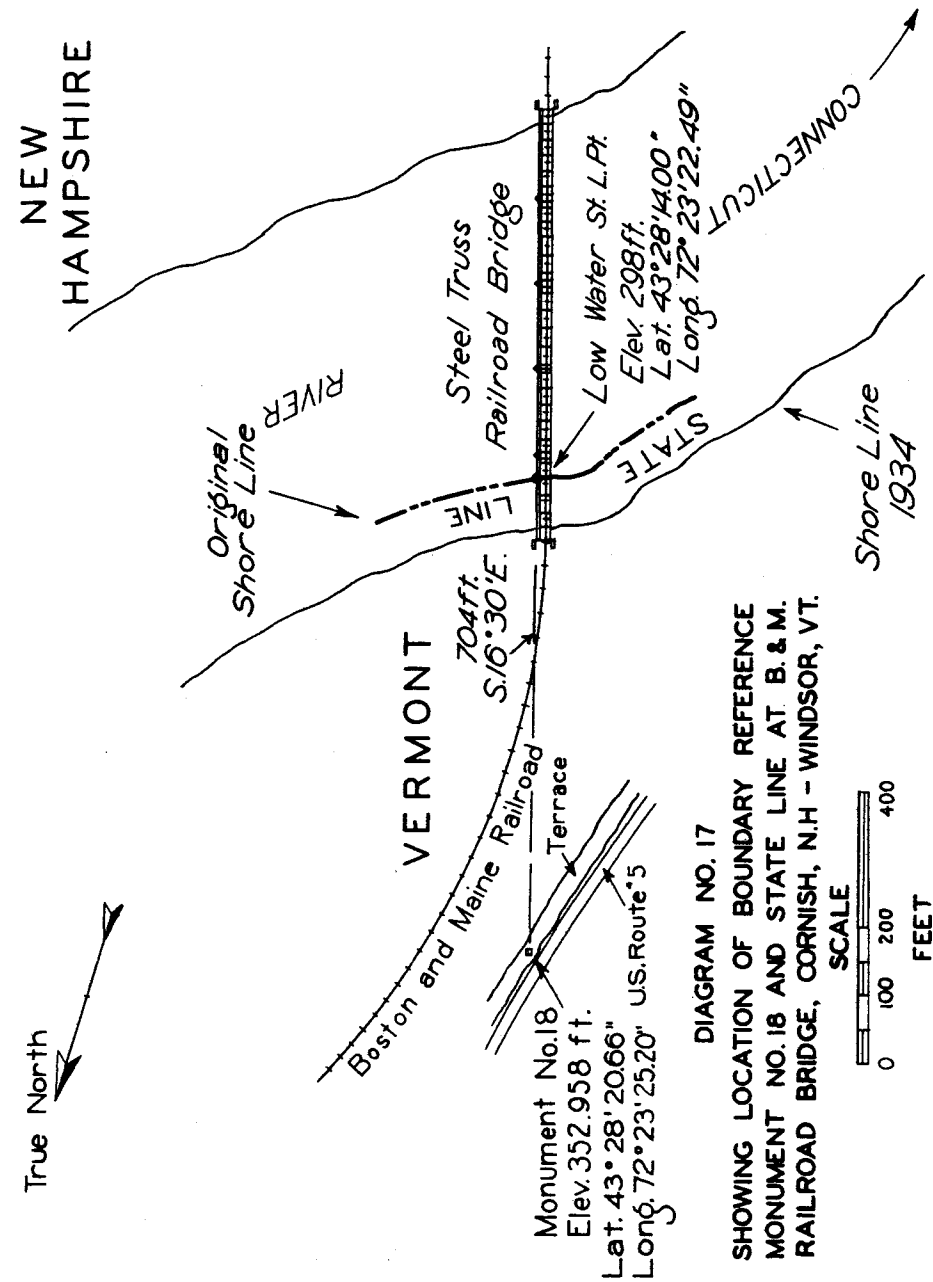 NEW
HAMPSHIRE
True North
Original
Shore Line
RIVER
Steel Truss
Railroad Bridge
Low Water St. L. Pt.
Elev. 298ft.
Lat. 43°28'14.00"
Long. 72°23'22.49"
CONNECTICUT
LINE
STATE
Shore Line
1934
VERMONT
704ft.
S.16°30'E.
Boston and Maine Railroad
Terrace
U.S. Route #5
Monument No.18
Elev. 352.958 ft.
Lat. 43°28'20.66"
Long. 72°23'25.20"
DIAGRAM NO. 17
SHOWING LOCATION OF BOUNDARY REFERENCE
MONUMENT NO. 18 AND STATE LINE AT B. & M.
RAILROAD BRIDGE, CORNISH, N.H - WINDSOR, VT.
SCALE
0 100 200 400
FEET